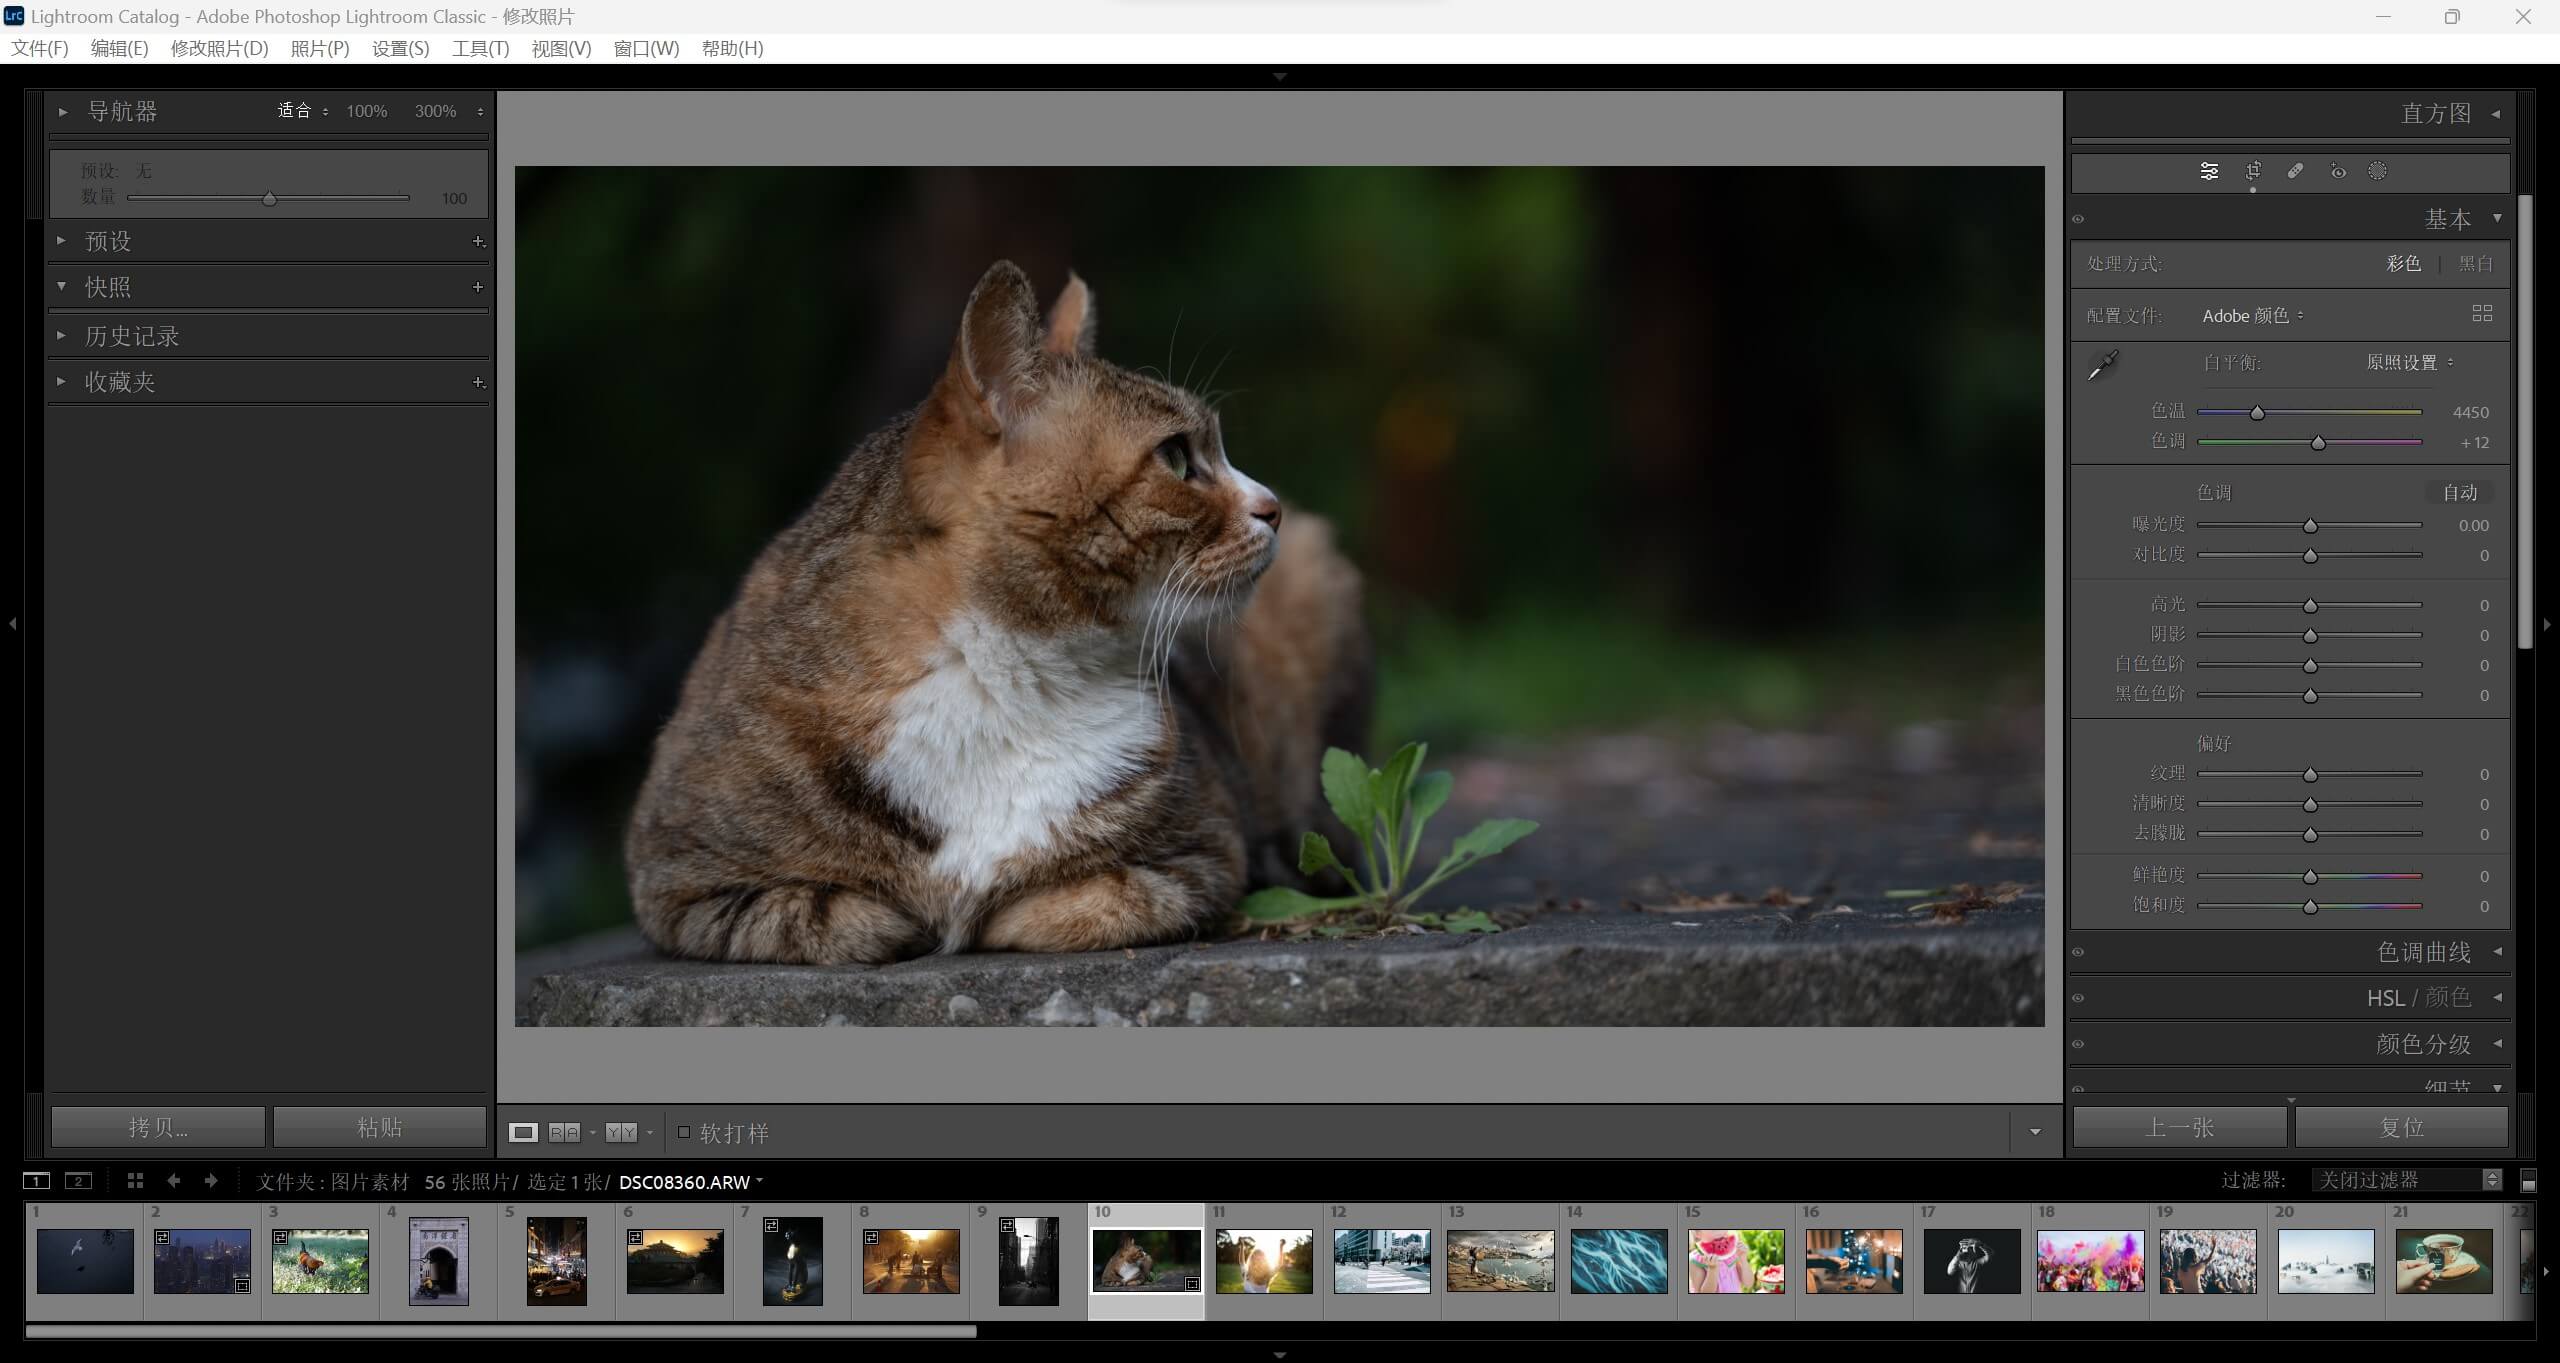 Lightroom Catalog - Adobe Photoshop Lightroom Classic - 修改照片
文件(F) 编辑(E) 修改照片(D) 照片(P) 设置(S) 工具(T) 视图(V) 窗口(W) 帮助(H)
导航器 适合 100% 300%
预设: 无
数量 100
预设
快照
历史记录
收藏夹
拷贝...
粘贴
RA YY 软打样
直方图
基本
处理方式: 彩色 | 黑白
配置文件: Adobe 颜色
白平衡: 原照设置
色温 4450
色调 +12
色调 自动
曝光度 0.00
对比度 0
高光 0
阴影 0
白色色阶 0
黑色色阶 0
偏好
纹理 0
清晰度 0
去朦胧 0
鲜艳度 0
饱和度 0
色调曲线
HSL / 颜色
颜色分级
细节
上一张
复位
1 2 文件夹 : 图片素材 56 张照片/ 选定 1 张/ DSC08360.ARW
过滤器: 关闭过滤器
1 2 3 4 5 6 7 8 9 10 11 12 13 14 15 16 17 18 19 20 21 22